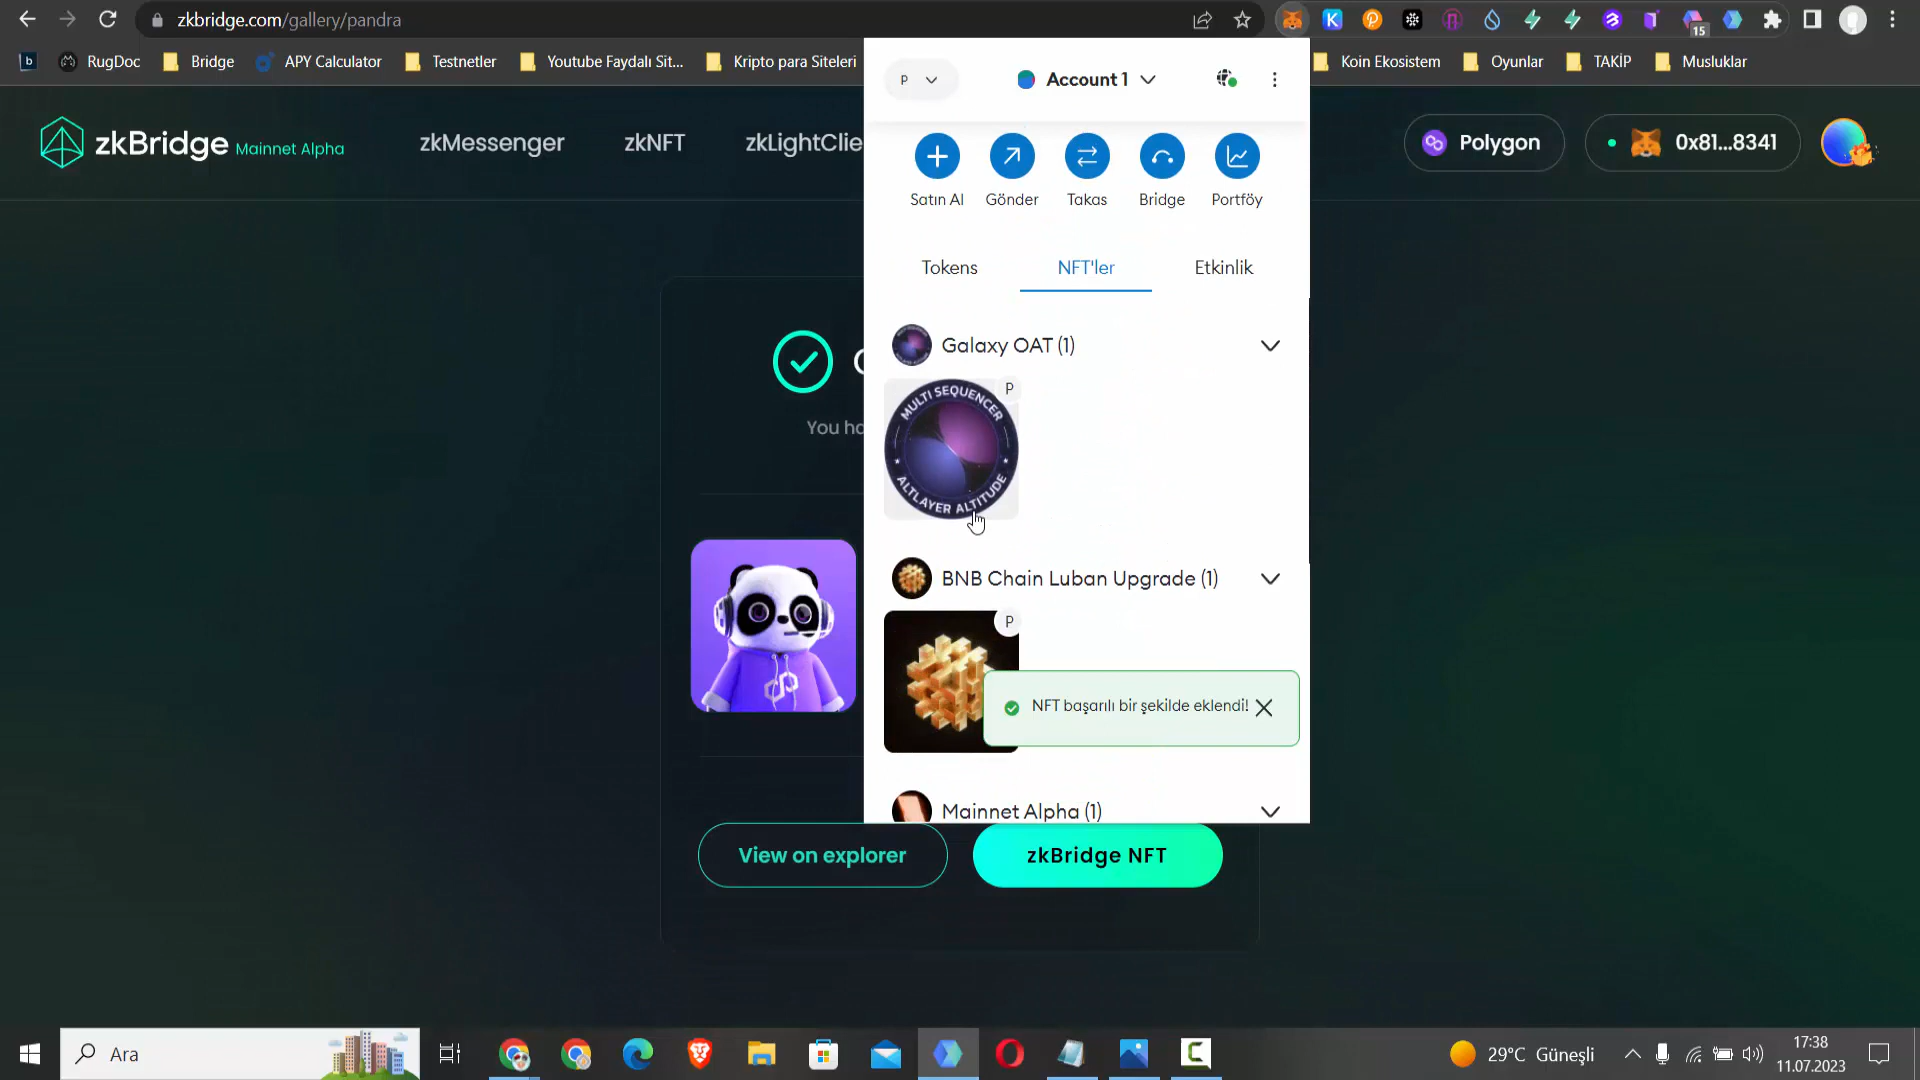 zkbridge.com/gallery/pandra
15
b
RugDoc
Bridge
APY Calculator
Testnetler
Youtube Faydalı Sit...
Kripto para Siteleri
Koin Ekosistem
Oyunlar
TAKİP
Musluklar
P
Account 1
zkBridge Mainnet Alpha
zkMessenger
zkNFT
zkLightClie
Polygon
0x81...8341
Satın Al
Gönder
Takas
Bridge
Portföy
Tokens
NFT'ler
Etkinlik
Galaxy OAT (1)
P
MULTI SEQUENCER
ALTLAYER ALTITUDE
You ha
BNB Chain Luban Upgrade (1)
P
NFT başarılı bir şekilde eklendi!
Mainnet Alpha (1)
View on explorer
zkBridge NFT
Ara
29°C Güneşli
17:38
11.07.2023